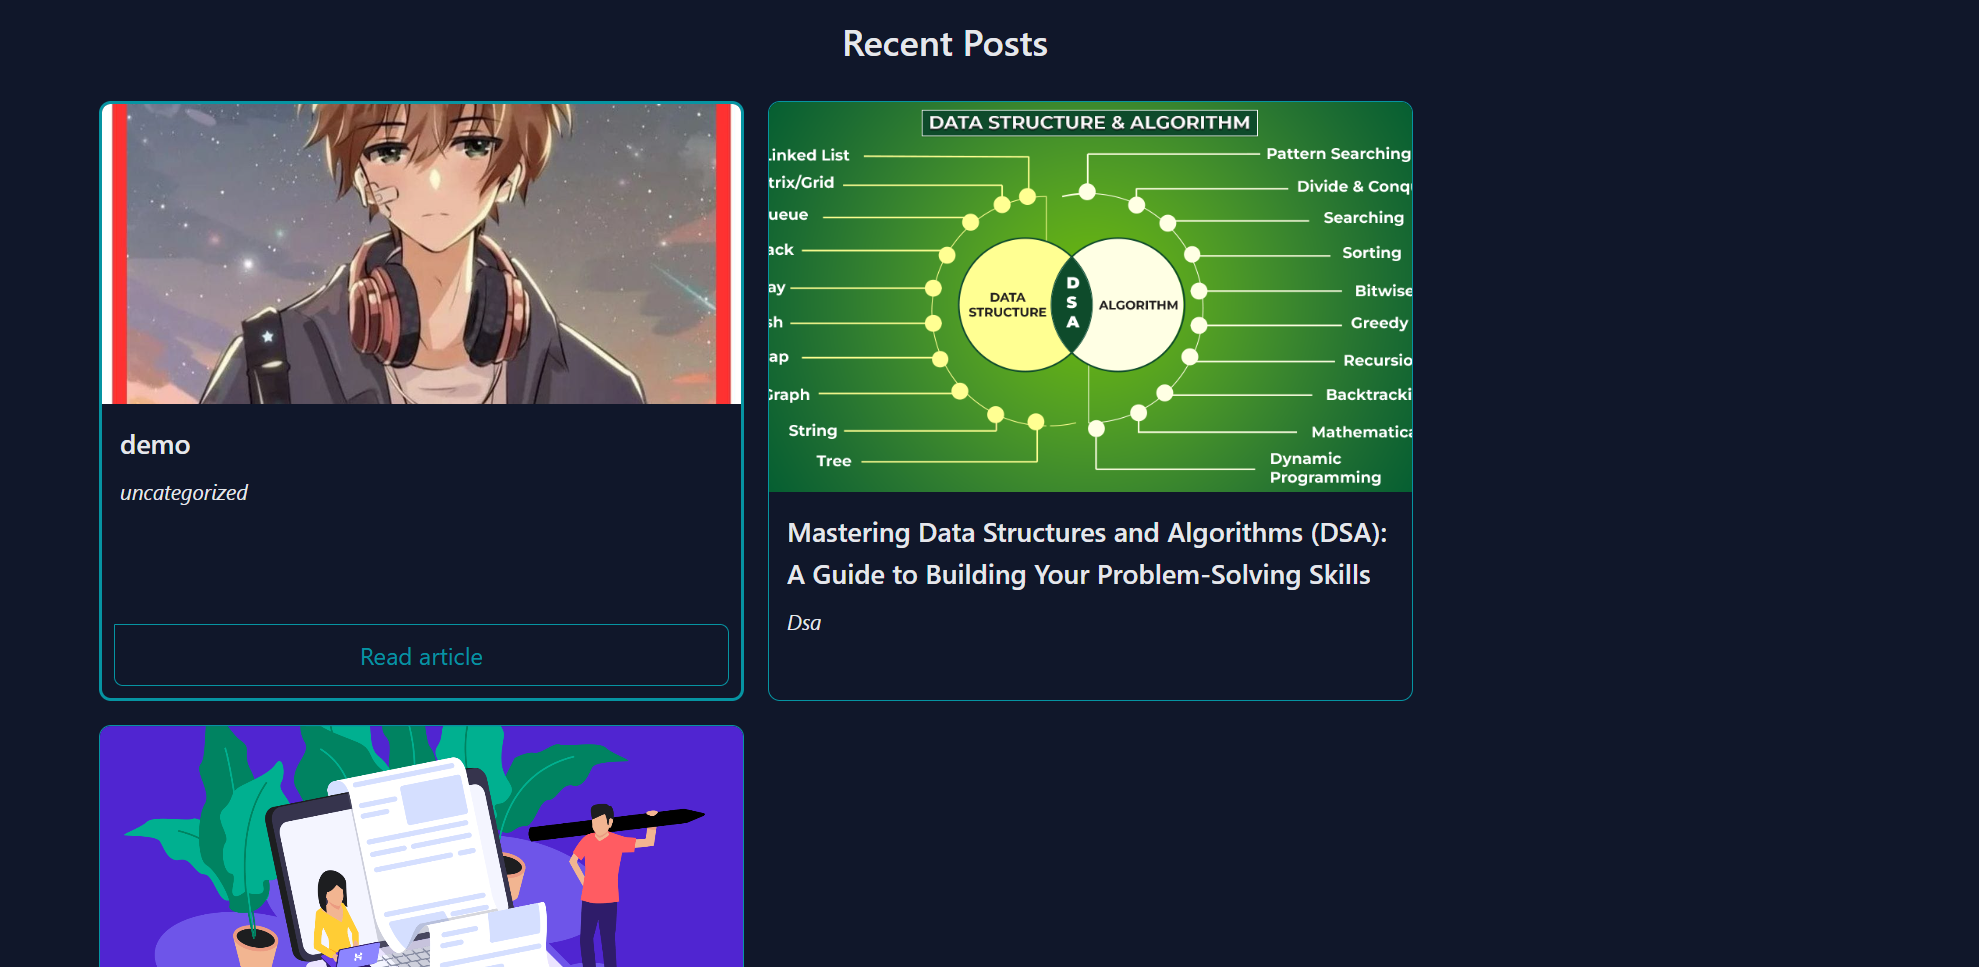 Recent Posts
demo
uncategorized
Read article
DATA STRUCTURE & ALGORITHM
Linked List
trix/Grid
ueue
ack
ay
sh
ap
Graph
String
Tree
DATA
STRUCTURE
D
S
A
ALGORITHM
Pattern Searching
Divide & Conq
Searching
Sorting
Bitwise
Greedy
Recursio
Backtracki
Mathematica
Dynamic
Programming
Mastering Data Structures and Algorithms (DSA):
A Guide to Building Your Problem-Solving Skills
Dsa